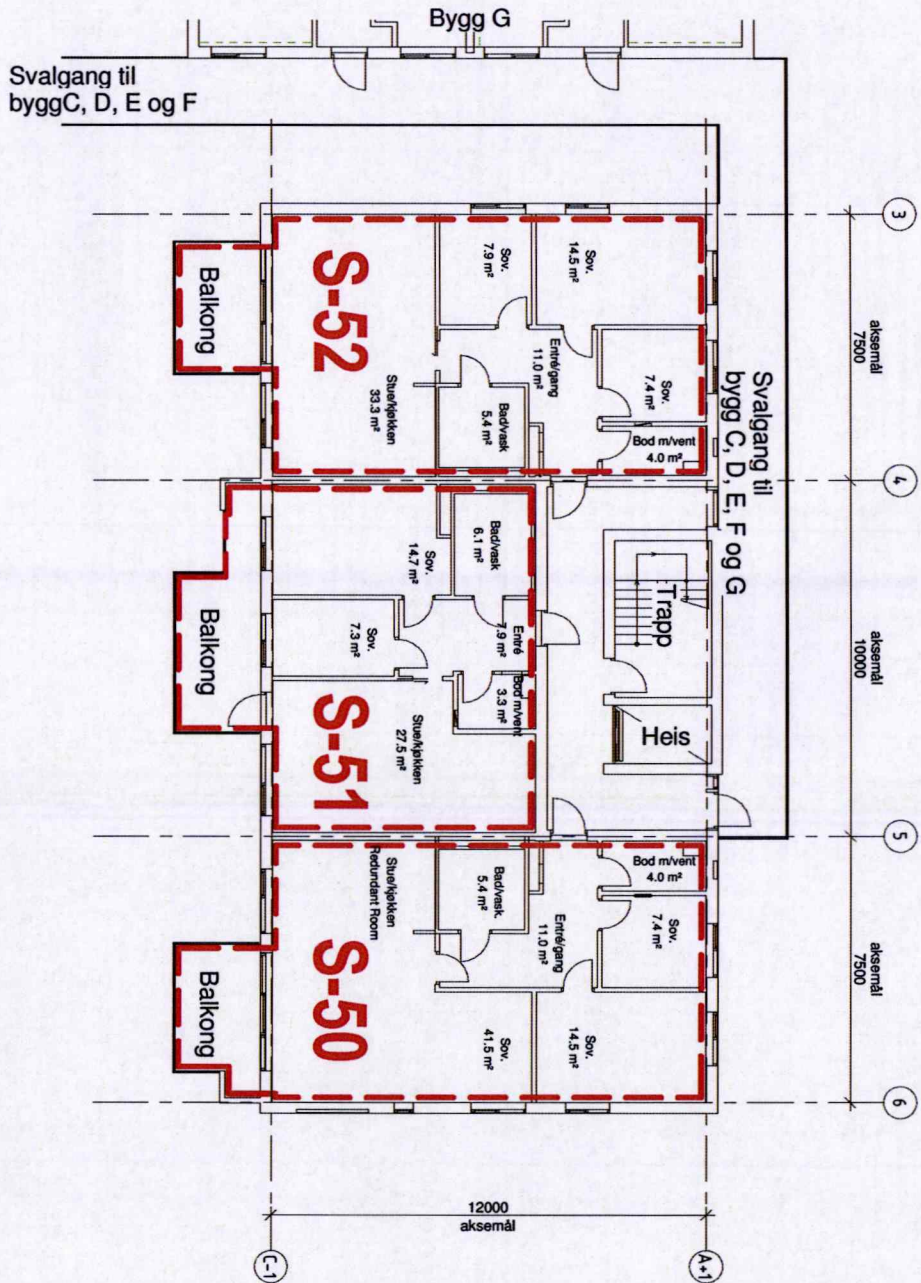 Bygg G
Svalgang til
byggC, D, E og F
Svalgang til
bygg C, D, E, F og G
3
aksemål
7500
4
aksemål
10000
5
aksemål
7500
6
S-52
Balkong
Sov.
7.9 m²
Sov.
14.5 m²
Entré/gang
11.0 m²
Sov.
7.4 m²
Stue/kjøkken
33.3 m²
Bad/vask
5.4 m²
Bod m/vent
4.0 m²
S-51
Balkong
Bad/vask
6.1 m²
Sov
14.7 m²
Entré
7.9 m²
Sov.
7.3 m²
Bod m/vent
3.3 m²
Stue/kjøkken
27.5 m²
Trapp
Heis
S-50
Balkong
Stue/kjøkken
Redundant Room
Bad/vask.
5.4 m²
Bod m/vent
4.0 m²
Entré/gang
11.0 m²
Sov.
7.4 m²
Sov.
41.5 m²
Sov.
14.5 m²
12000
aksemål
C-1
A+1